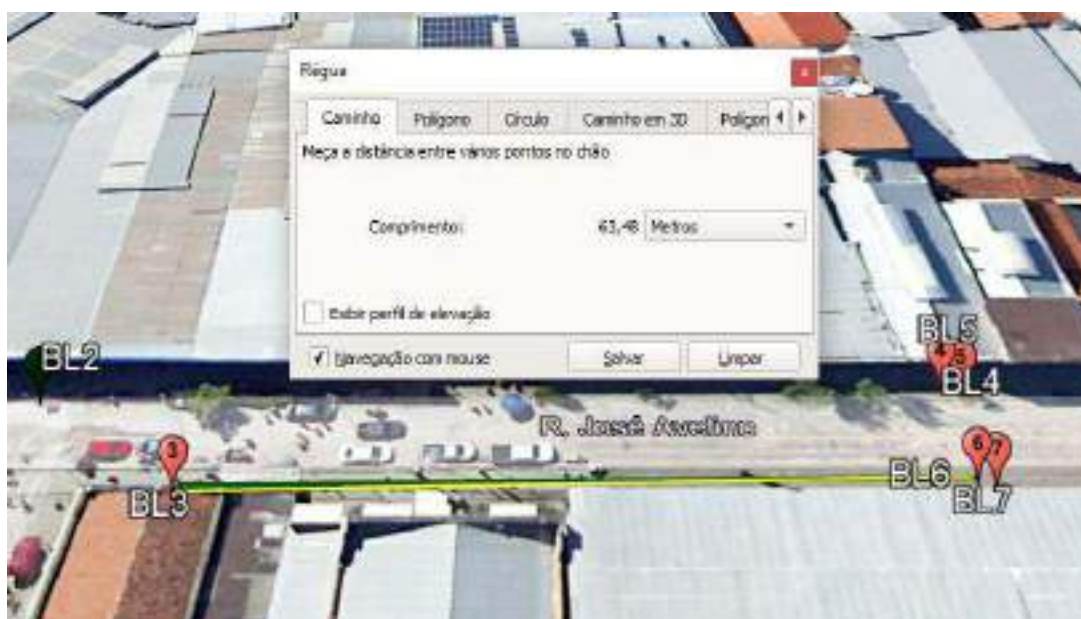 Régua
Caminho Polígono Círculo Caminho em 3D Polígon
Meça a distância entre vários pontos no chão
Comprimento: 63,48 Metros
Exibir perfil de elevação
Navegação com mouse Salvar Limpar
BL5
BL2
4 5
BL4
R. José Avelino
3
6 7
BL6
BL3
BL7